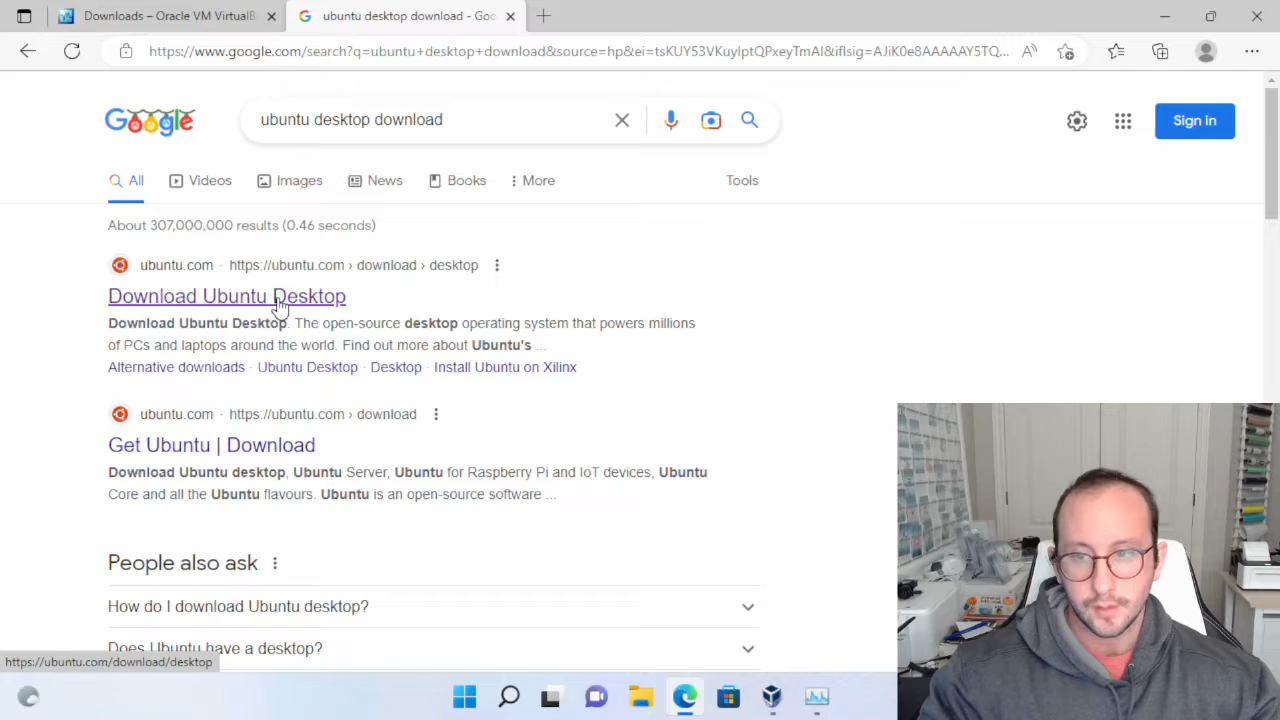 Downloads – Oracle VM VirtualB
ubuntu desktop download - Goo
https://www.google.com/search?q=ubuntu+desktop+download&source=hp&ei=tsKUY53VKuyIptQPxeyTmAI&iflsig=AJiK0e8AAAAAY5TQ...
Google
ubuntu desktop download
Sign in
All
Videos
Images
News
Books
More
Tools
About 307,000,000 results (0.46 seconds)
ubuntu.com · https://ubuntu.com › download › desktop
Download Ubuntu Desktop
Download Ubuntu Desktop. The open-source desktop operating system that powers millions
of PCs and laptops around the world. Find out more about Ubuntu's ...
Alternative downloads · Ubuntu Desktop · Desktop · Install Ubuntu on Xilinx
ubuntu.com · https://ubuntu.com › download
Get Ubuntu | Download
Download Ubuntu desktop, Ubuntu Server, Ubuntu for Raspberry Pi and IoT devices, Ubuntu
Core and all the Ubuntu flavours. Ubuntu is an open-source software ...
People also ask
How do I download Ubuntu desktop?
Does Ubuntu have a desktop?
https://ubuntu.com/download/desktop